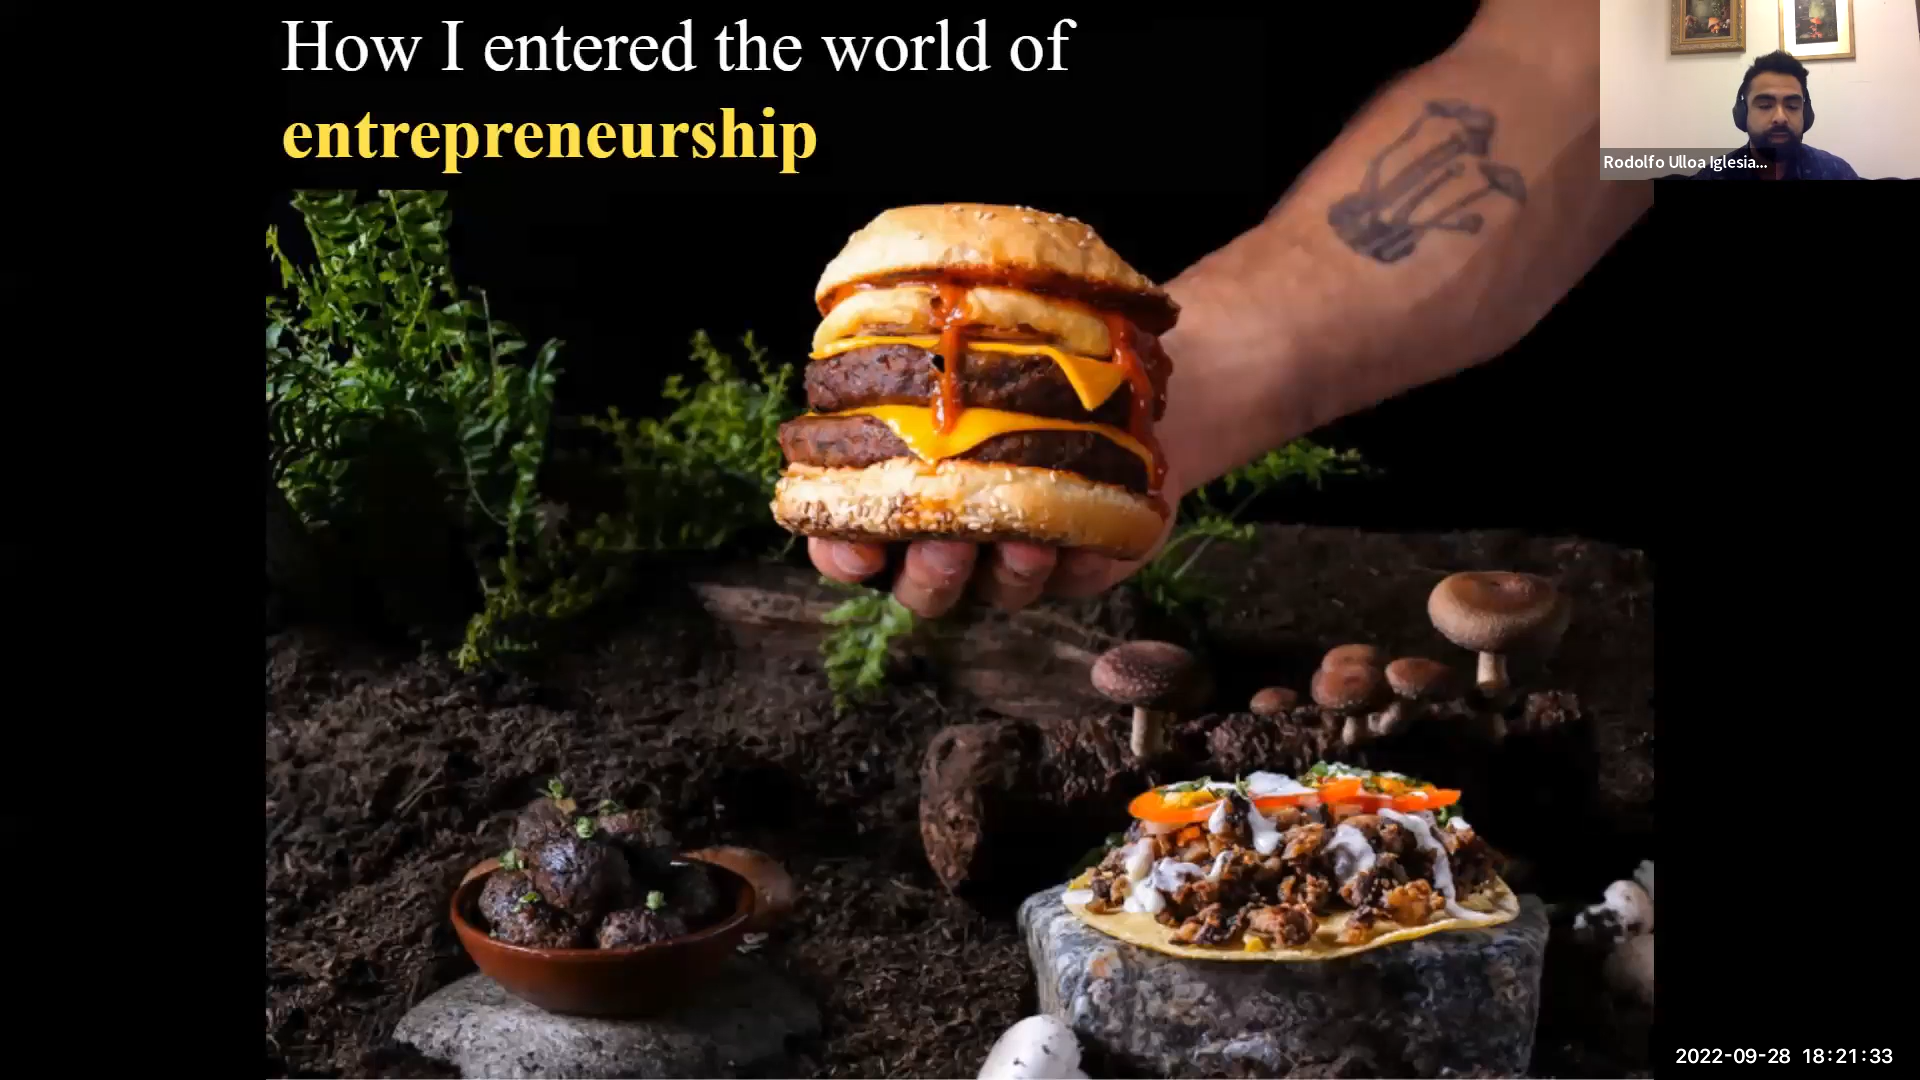 How I entered the world of
entrepreneurship
Rodolfo Ulloa Iglesia...
2022-09-28 18:21:33